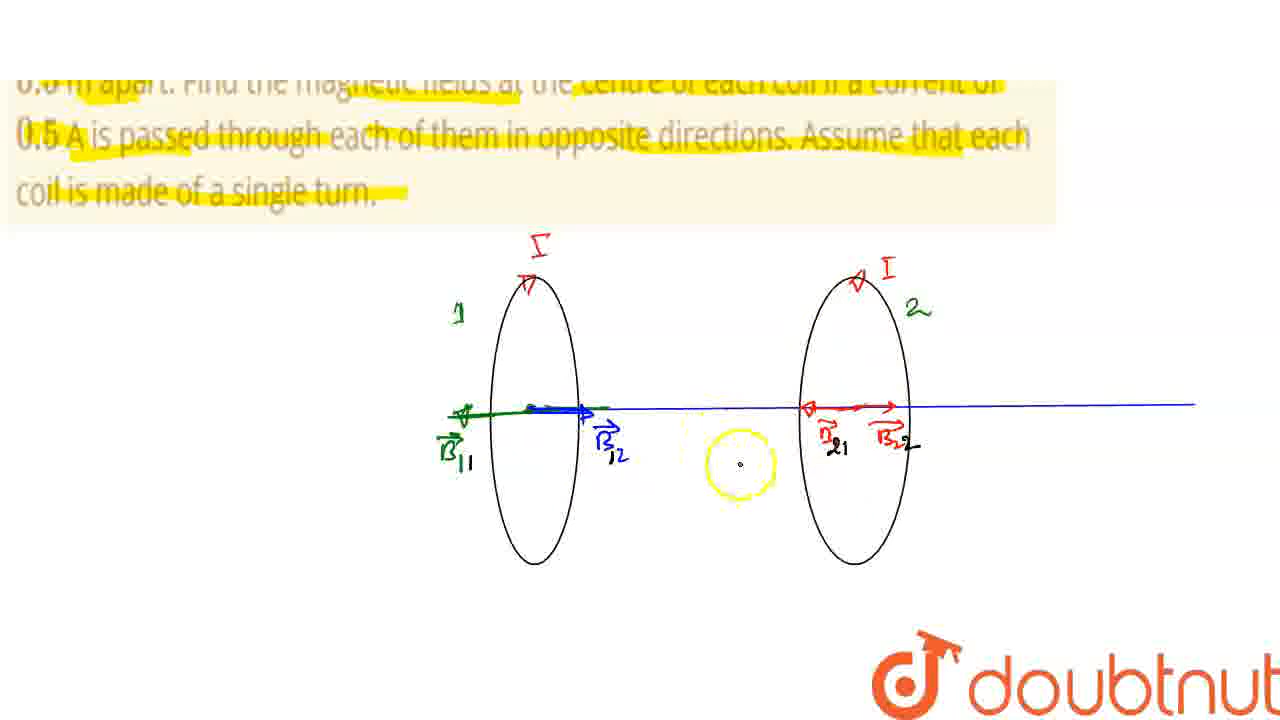 0.6 m apart. Find the magnetic fields at the centre of each coil if a current of
0.5 A is passed through each of them in opposite directions. Assume that each
coil is made of a single turn.
I
I
1
2
B11
B12
B21
B22
doubtnut